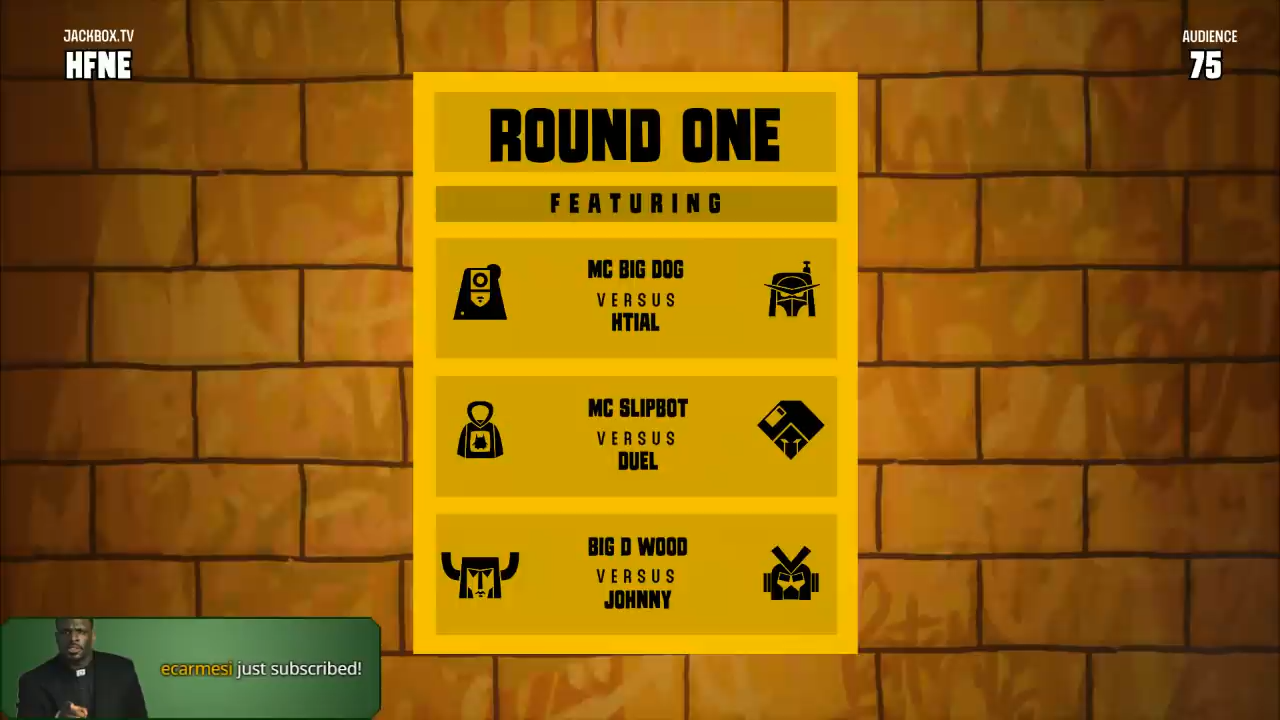 JACKBOX.TV
HFNE
AUDIENCE
75
ROUND ONE
FEATURING
MC BIG DOG
VERSUS
HTIAL
MC SLIPBOT
VERSUS
DUEL
BIG D WOOD
VERSUS
JOHNNY
ecarmesi just subscribed!